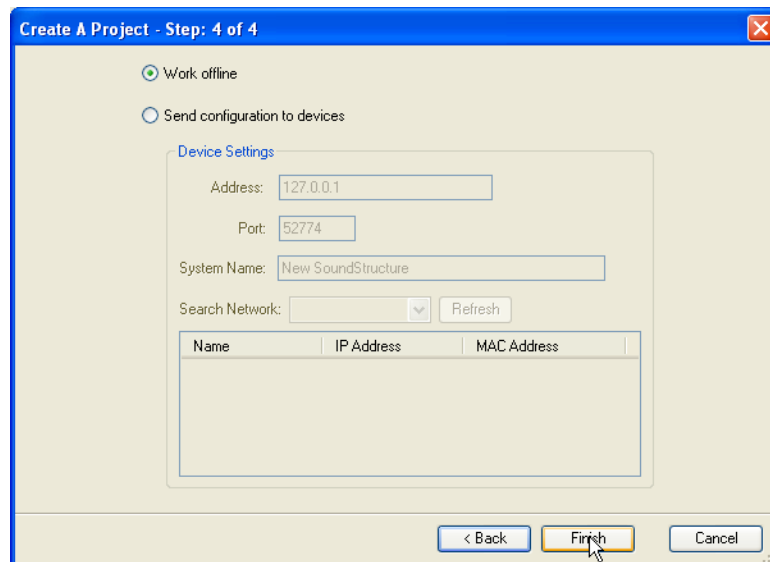 Create A Project - Step: 4 of 4
Work offline
Send configuration to devices
Device Settings
Address: 127.0.0.1
Port: 52774
System Name: New SoundStructure
Search Network: Refresh
Name IP Address MAC Address
< Back Finish Cancel